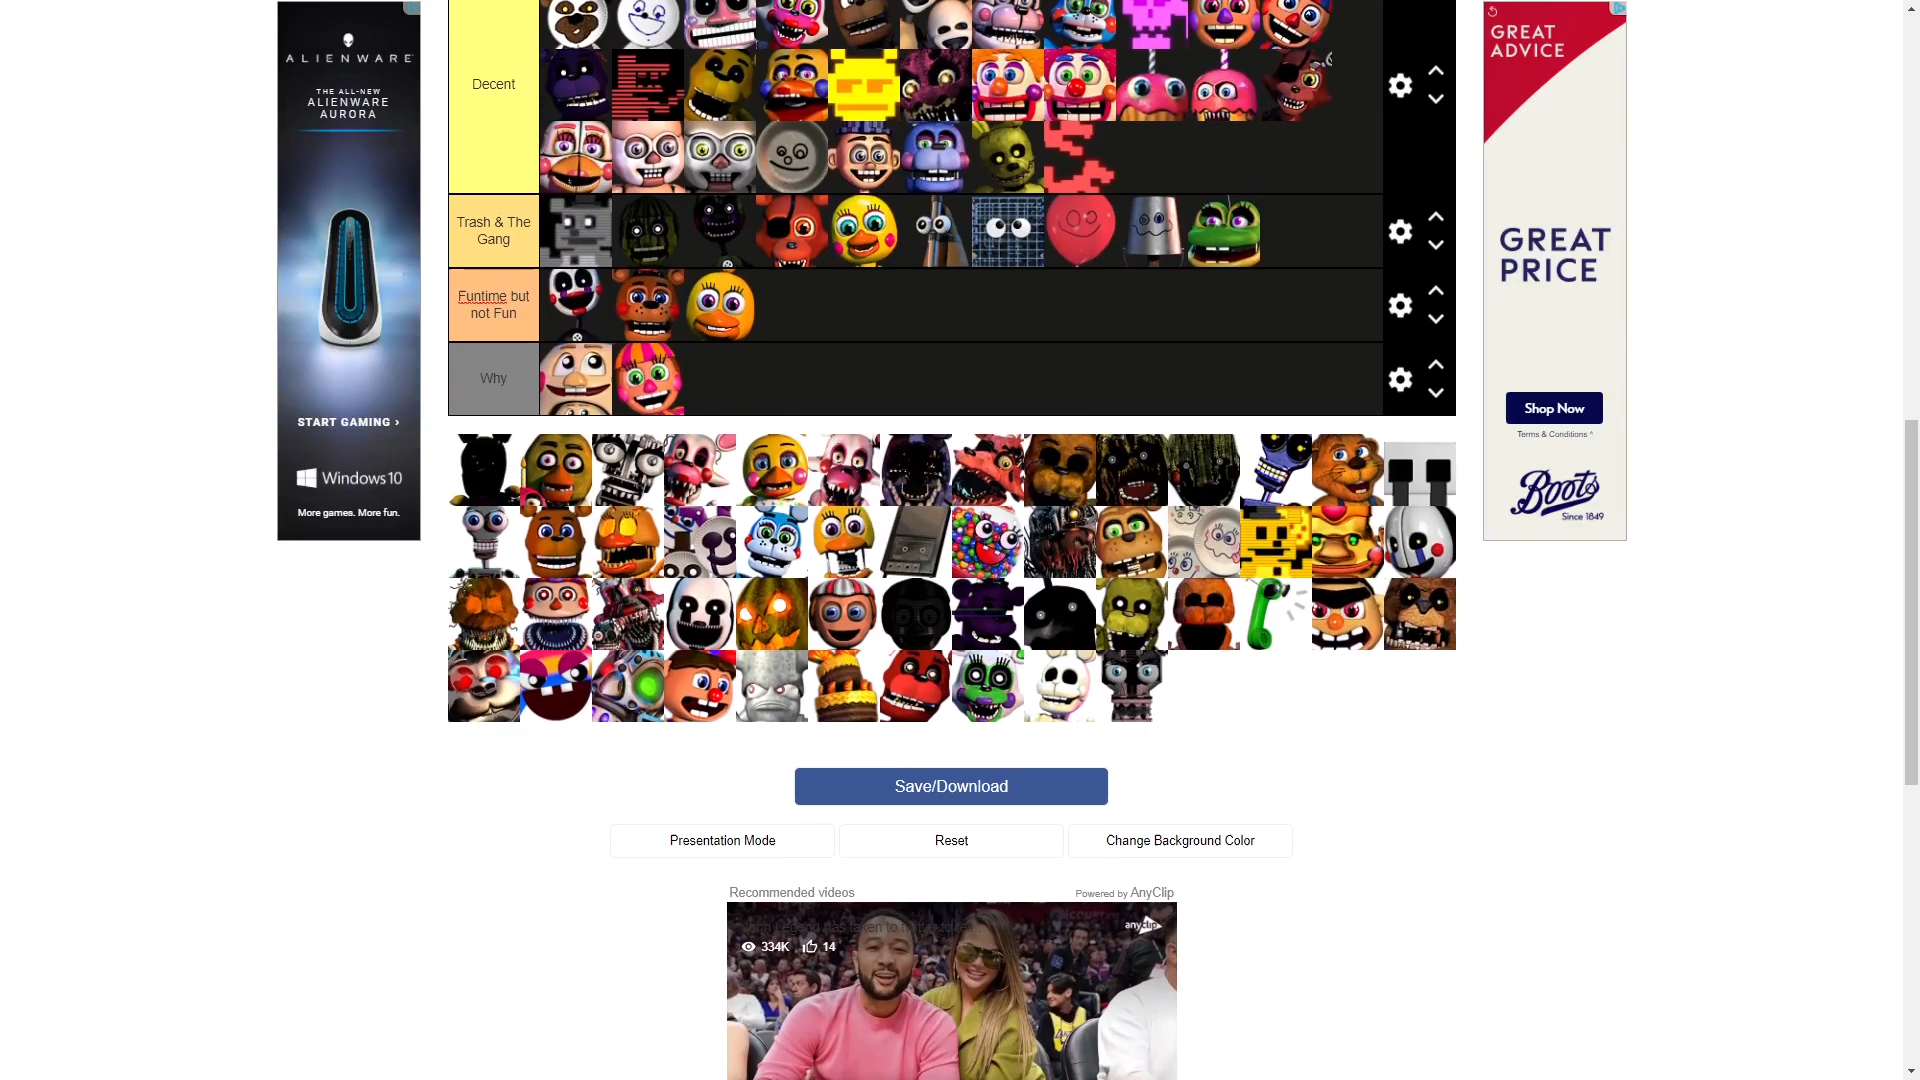 ALIENWARE
THE ALL-NEW
ALIENWARE
AURORA
START GAMING ›
Windows10
More games. More fun.
Decent
Trash & The
Gang
Funtime but
not Fun
Why
GREAT
ADVICE
GREAT
PRICE
Shop Now
Terms & Conditions ^
Boots
Since 1849
Save/Download
Presentation Mode
Reset
Change Background Color
Recommended videos
Powered by AnyClip
anyclip
334K
14